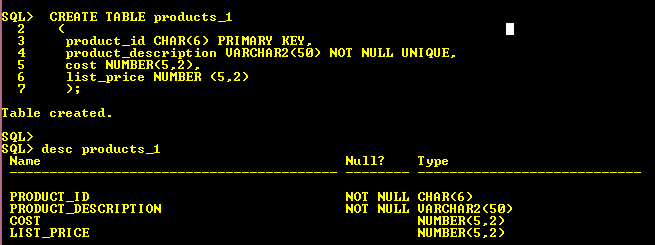 SQL>  CREATE TABLE products_1
  2    (
  3     product_id CHAR(6) PRIMARY KEY,
  4     product_description VARCHAR2(50) NOT NULL UNIQUE,
  5     cost NUMBER(5,2),
  6     list_price NUMBER (5,2)
  7     );
Table created.
SQL>
SQL> desc products_1
 Name                                      Null?    Type
 ----------------------------------------- -------- ----------------------------
 PRODUCT_ID                                NOT NULL CHAR(6)
 PRODUCT_DESCRIPTION                       NOT NULL VARCHAR2(50)
 COST                                               NUMBER(5,2)
 LIST_PRICE                                         NUMBER(5,2)